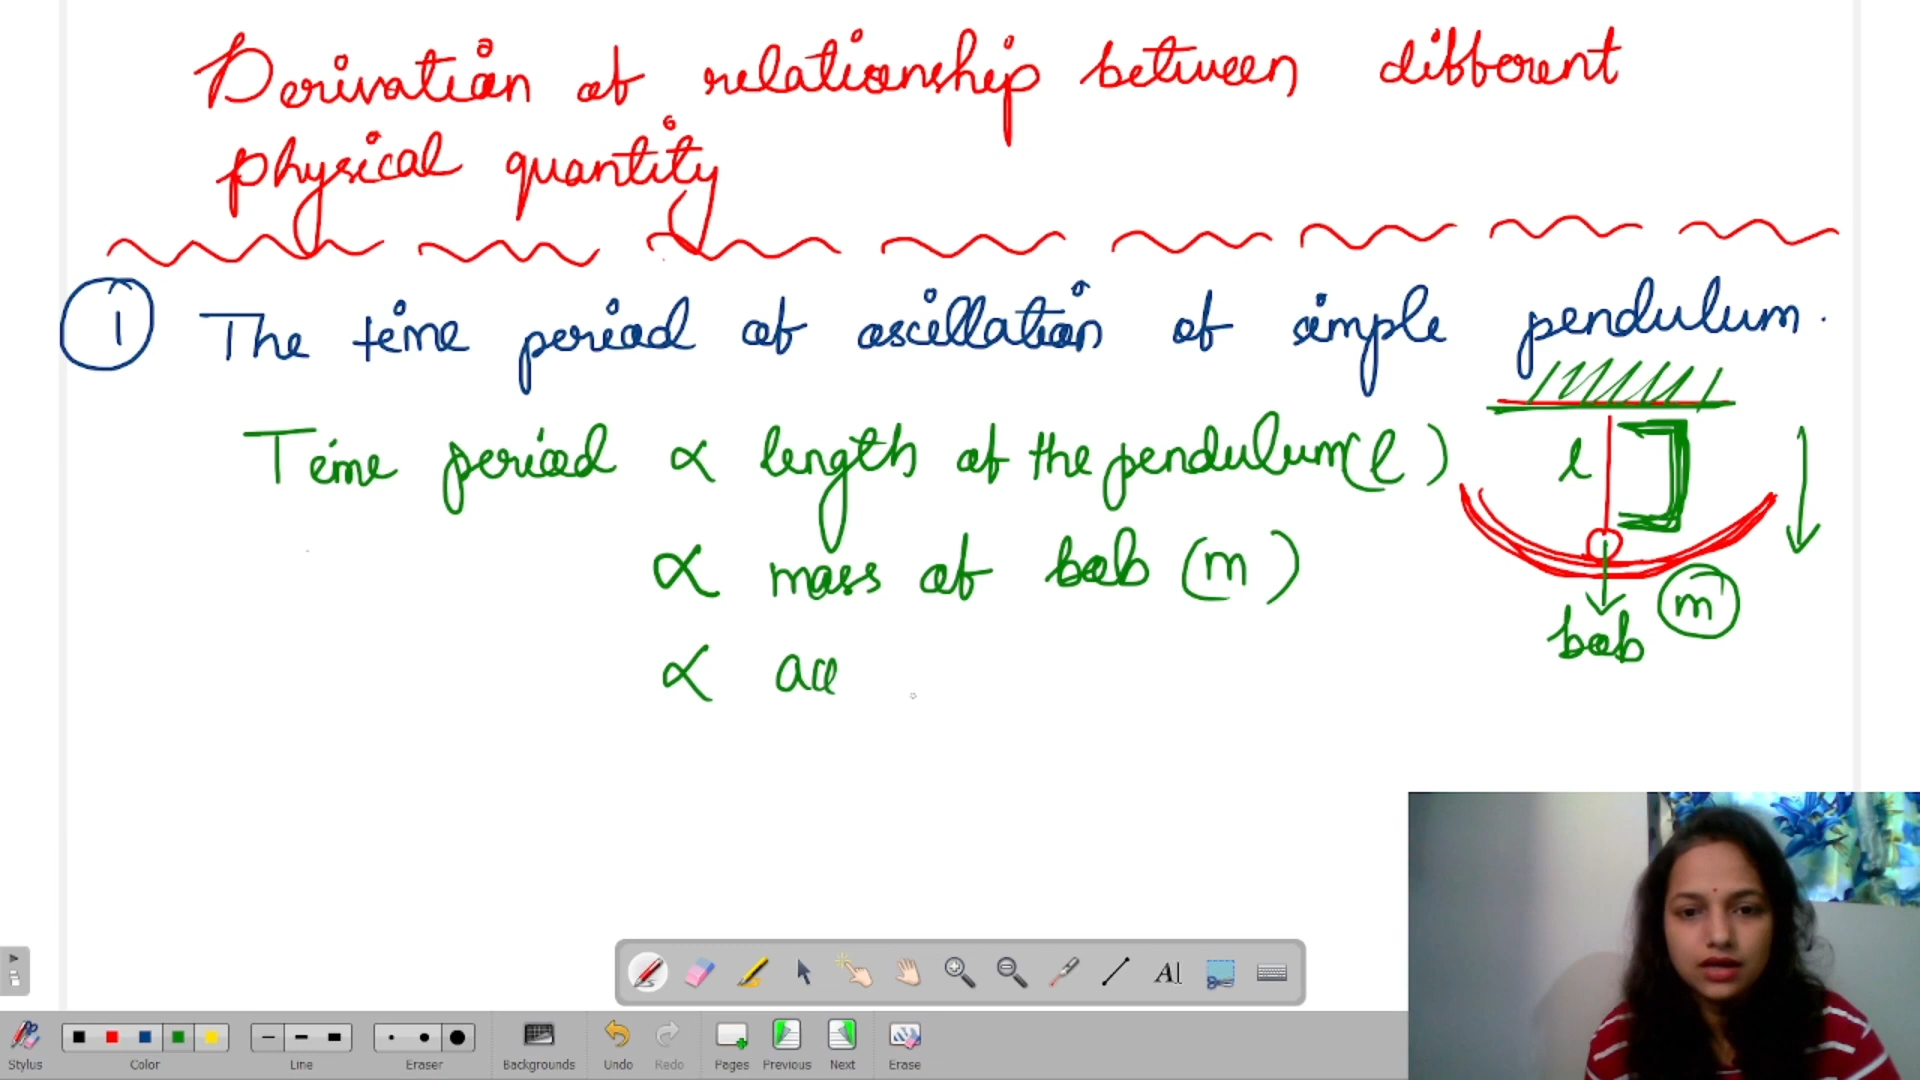 Derivation of relationship between different
physical quantity
1 The time period of oscillation of simple pendulum.
Time period ∝ length of the pendulum(l)
l
∝ mass of bob (m)
m
bob
∝ acc
Stylus
Color
Line
Eraser
Backgrounds
Undo
Redo
Pages
Previous
Next
Erase
AI